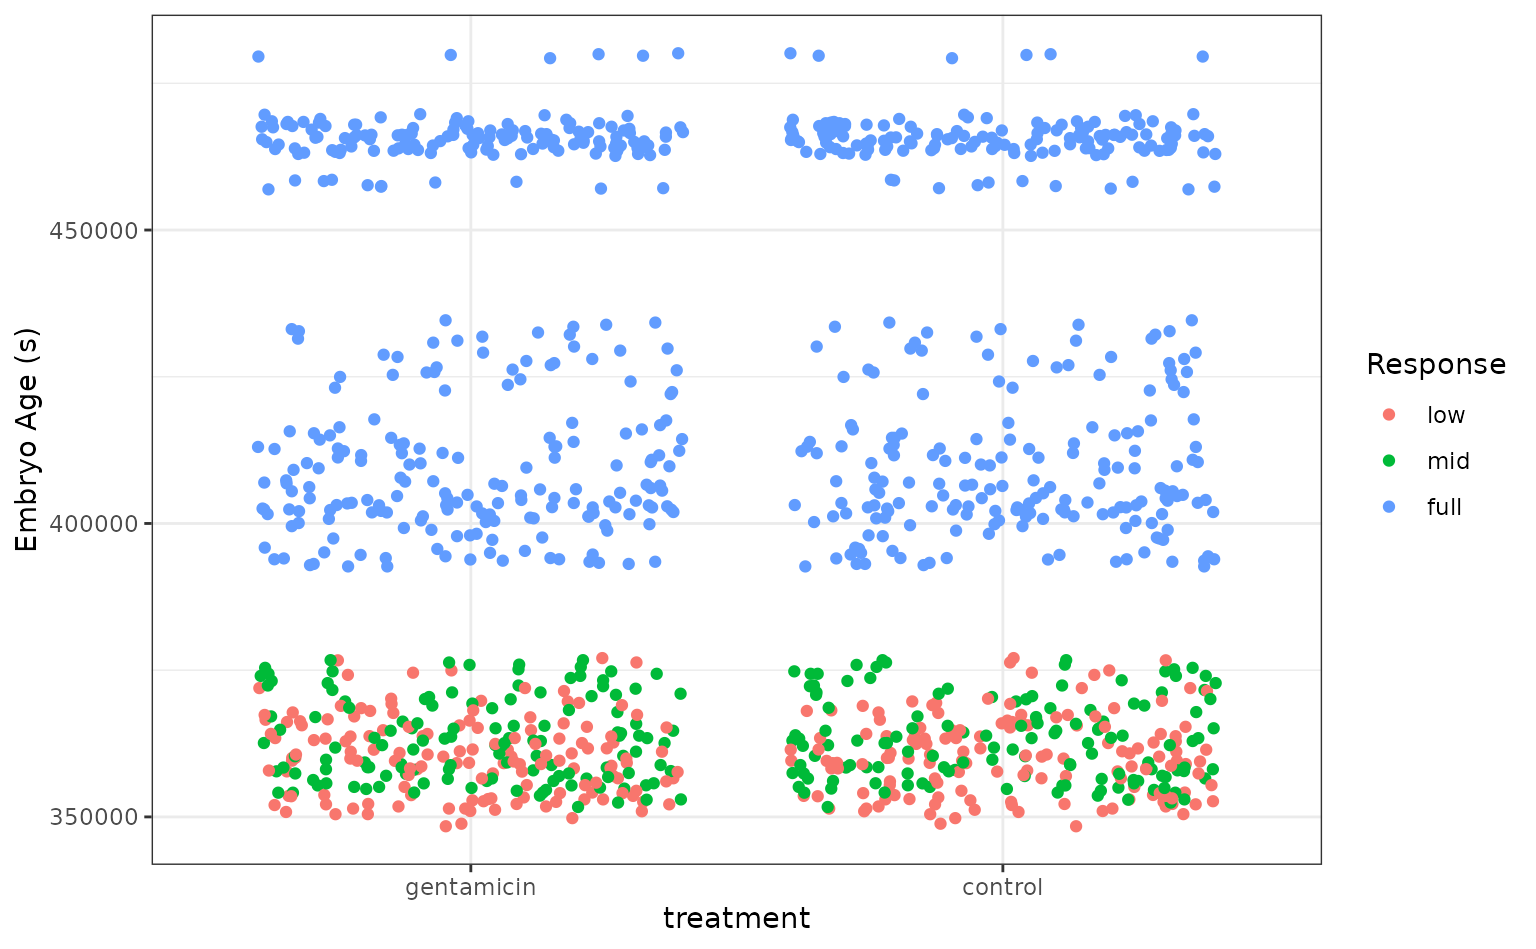 Embryo Age (s)
450000
400000
350000
gentamicin
control
treatment
Response
low
mid
full